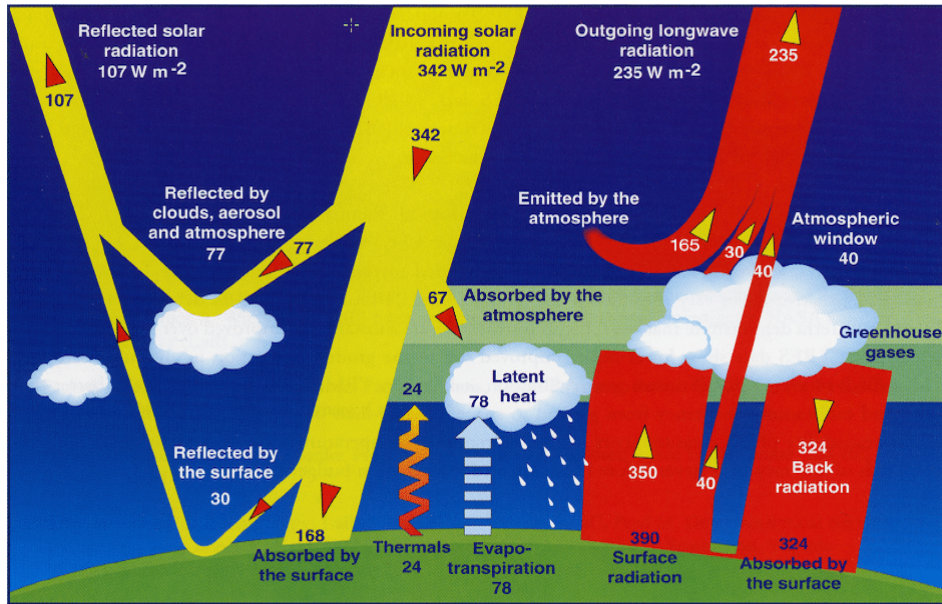 Reflected solar
radiation
107 W m-2
107
Incoming solar
radiation
342 W m-2
342
Outgoing longwave
radiation
235 W m-2
235
Reflected by
clouds, aerosol
and atmosphere
77
77
Emitted by the
atmosphere
165
30
40
Atmospheric
window
40
67
Absorbed by the
atmosphere
Greenhouse
gases
Latent
heat
24
78
350
40
324
Back
radiation
Reflected by
the surface
30
168
Absorbed by
the surface
Thermals
24
Evapo-
transpiration
78
390
Surface
radiation
324
Absorbed by
the surface